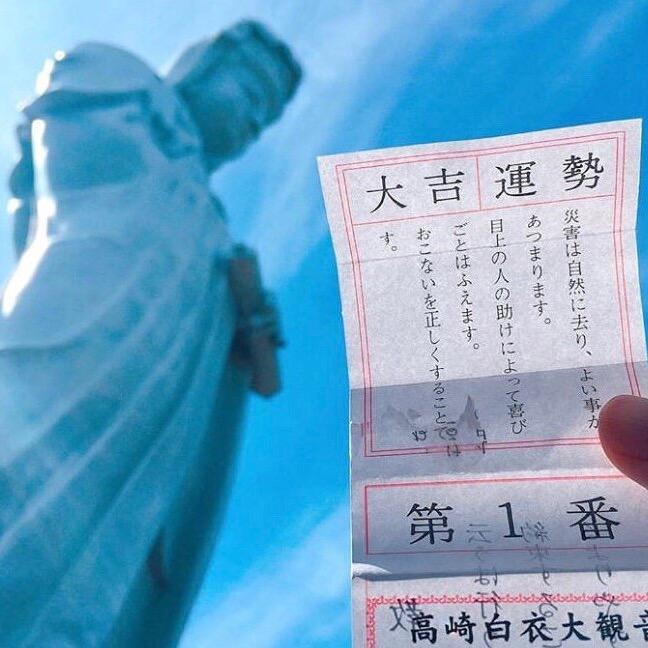 運勢
大吉
災害は自然に去り、よい事が
あつまります。
目上の人の助けによって喜び
ごとはふえます。
おこないを正しくすること
す。
第1番
高崎白衣大観音